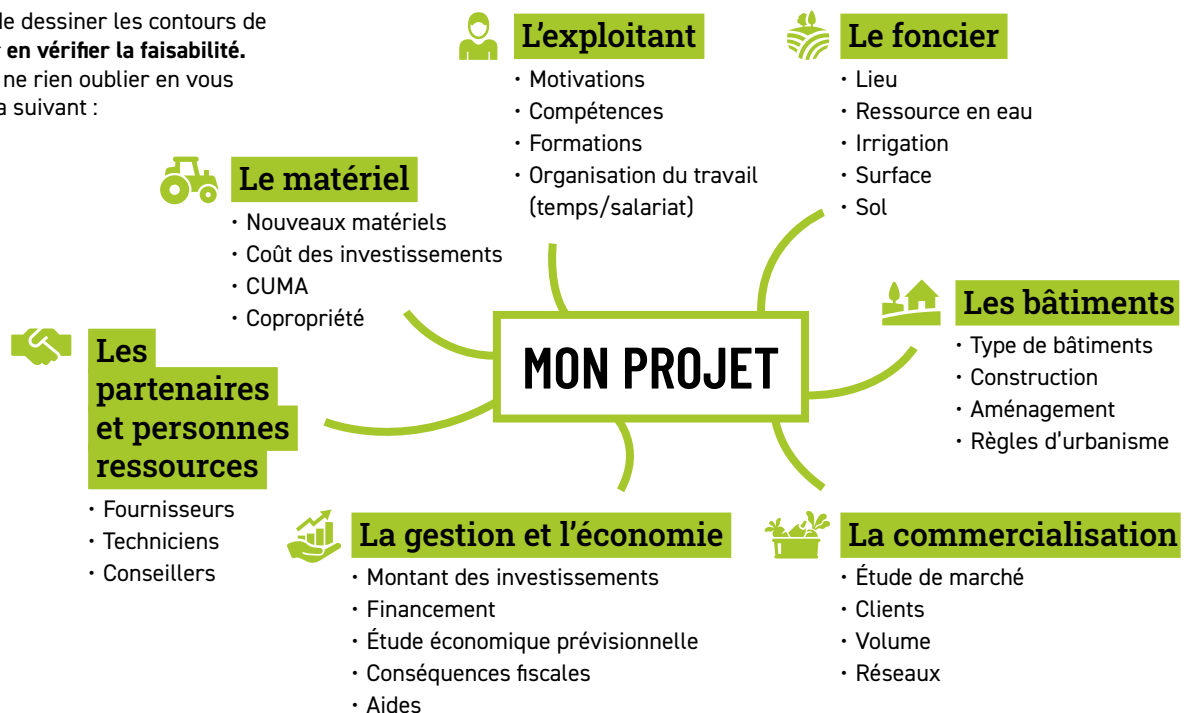 de dessiner les contours de
en vérifier la faisabilité.
ne rien oublier en vous
suivant :
L'exploitant
· Motivations
· Compétences
· Formations
· Organisation du travail
(temps/salariat)
Le foncier
· Lieu
· Ressource en eau
· Irrigation
· Surface
· Sol
Le matériel
· Nouveaux matériels
· Coût des investissements
· CUMA
· Copropriété
Les bâtiments
· Type de bâtiments
· Construction
· Aménagement
· Règles d'urbanisme
MON PROJET
Les
partenaires
et personnes
ressources
· Fournisseurs
· Techniciens
· Conseillers
La gestion et l'économie
· Montant des investissements
· Financement
· Étude économique prévisionnelle
· Conséquences fiscales
· Aides
La commercialisation
· Étude de marché
· Clients
· Volume
· Réseaux